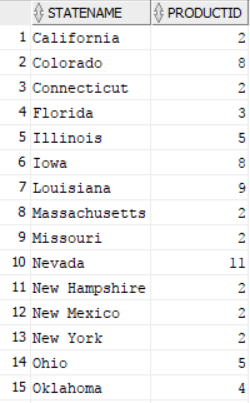 STATENAME PRODUCTID
1 California 2
2 Colorado 8
3 Connecticut 2
4 Florida 3
5 Illinois 5
6 Iowa 8
7 Louisiana 9
8 Massachusetts 2
9 Missouri 2
10 Nevada 11
11 New Hampshire 2
12 New Mexico 2
13 New York 2
14 Ohio 5
15 Oklahoma 4